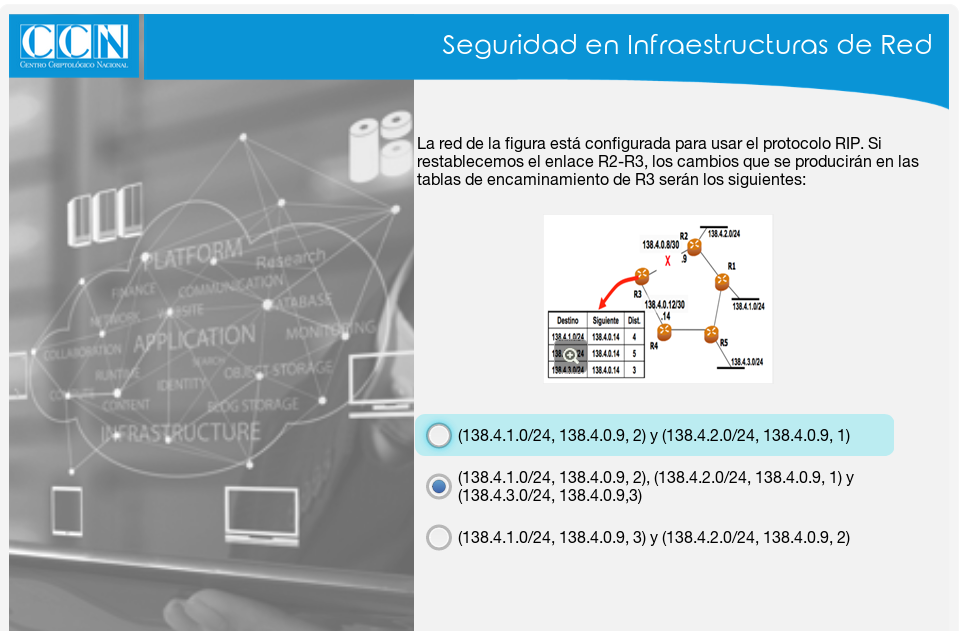 CCN
CENTRO CRIPTOLÓGICO NACIONAL
Seguridad en Infraestructuras de Red
PLATFORM
Research
FINANCE
COMMUNICATION
DATABASE
NETWORK
WEBSITE
APPLICATION
MONITORING
COLLABORATION
SEARCH
RUNTIME
IDENTITY
OBJECT STORAGE
COMPUTE
CONTENT
BLOG STORAGE
INFRASTRUCTURE
La red de la figura está configurada para usar el protocolo RIP. Si
restablecemos el enlace R2-R3, los cambios que se producirán en las
tablas de encaminamiento de R3 serán los siguientes:
R2
138.4.2.0/24
138.4.0.8/30
.9
X
R1
R3
138.4.0.12/30
138.4.1.0/24
.14
R4
R5
138.4.3.0/24
Destino Siguiente Dist.
138.4.1.0/24 138.4.0.14 4
138. 24 138.4.0.14 5
138.4.3.0/24 138.4.0.14 3
(138.4.1.0/24, 138.4.0.9, 2) y (138.4.2.0/24, 138.4.0.9, 1)
(138.4.1.0/24, 138.4.0.9, 2), (138.4.2.0/24, 138.4.0.9, 1) y
(138.4.3.0/24, 138.4.0.9,3)
(138.4.1.0/24, 138.4.0.9, 3) y (138.4.2.0/24, 138.4.0.9, 2)